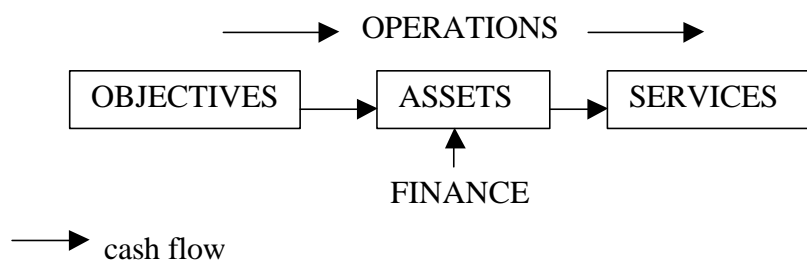 OPERATIONS
OBJECTIVES ASSETS SERVICES
FINANCE
cash flow